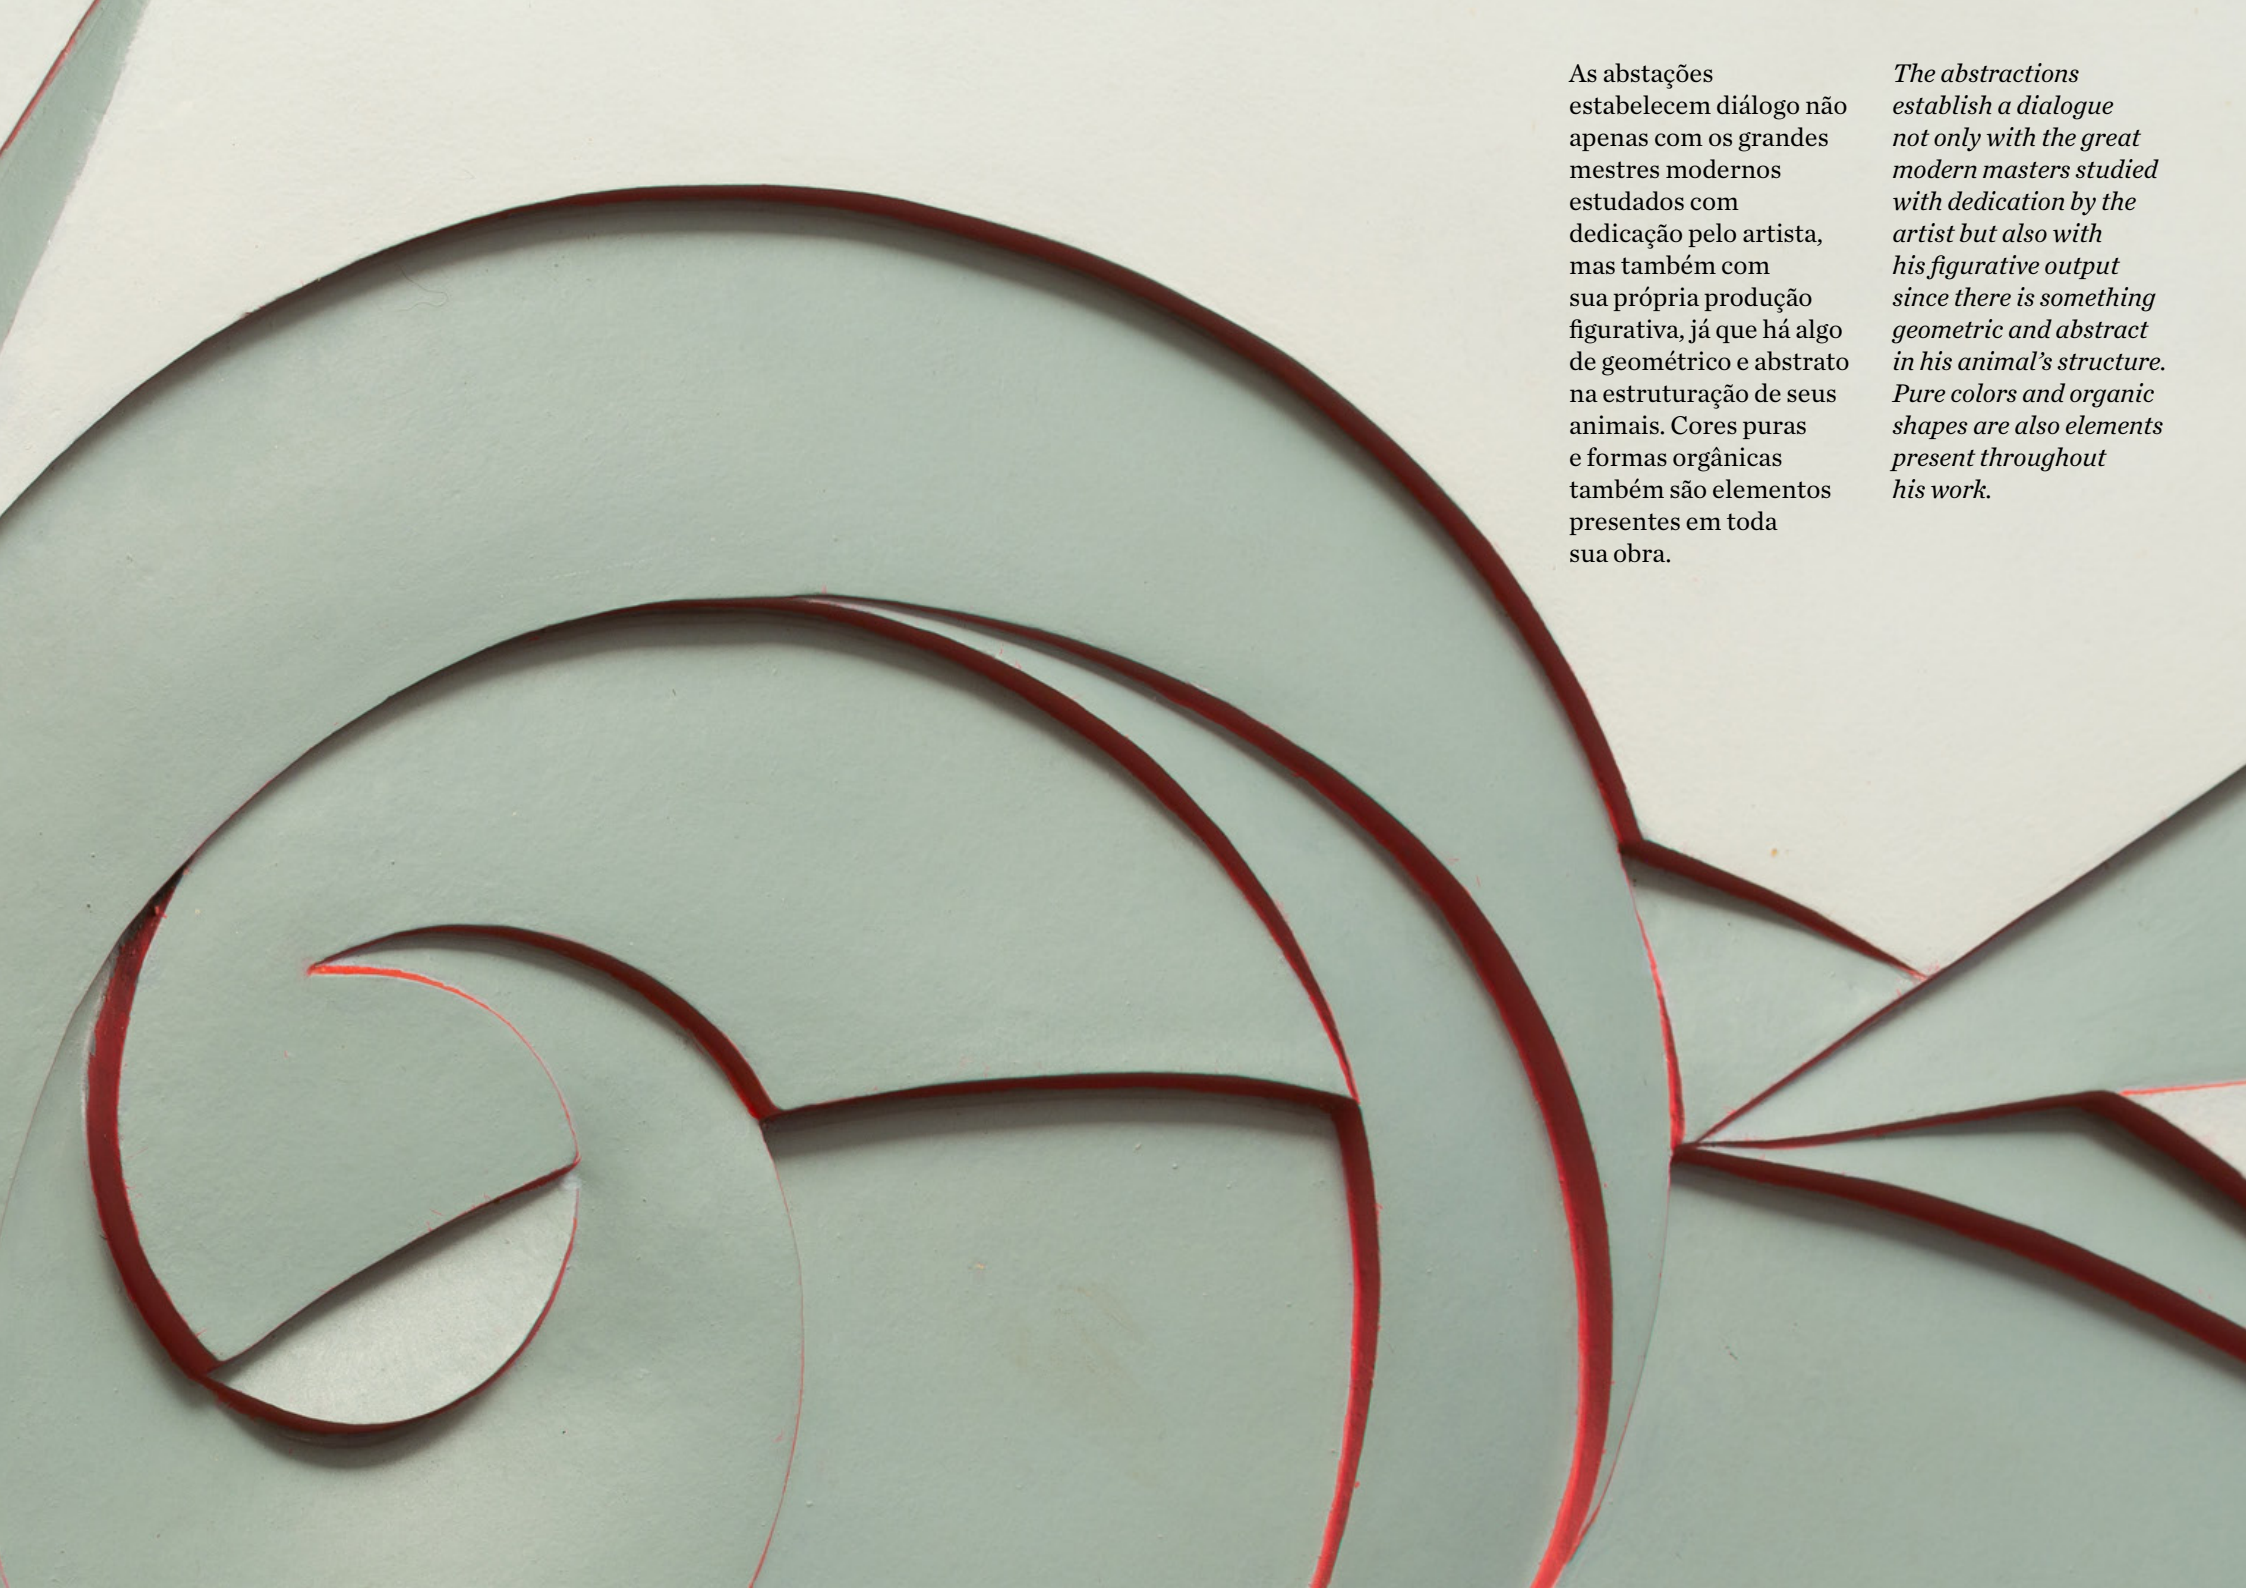 As abstações
estabelecem diálogo não
apenas com os grandes
mestres modernos
estudados com
dedicação pelo artista,
mas também com
sua própria produção
figurativa, já que há algo
de geométrico e abstrato
na estruturação de seus
animais. Cores puras
e formas orgânicas
também são elementos
presentes em toda
sua obra.
The abstractions
establish a dialogue
not only with the great
modern masters studied
with dedication by the
artist but also with
his figurative output
since there is something
geometric and abstract
in his animal’s structure.
Pure colors and organic
shapes are also elements
present throughout
his work.